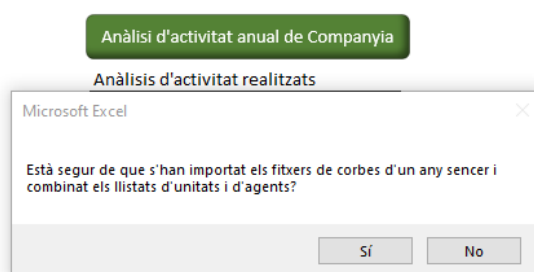 Anàlisi d'activitat anual de Companyia
Anàlisis d'activitat realitzats
Microsoft Excel
Està segur de que s'han importat els fitxers de corbes d'un any sencer i
combinat els llistats d'unitats i d'agents?
Sí
No